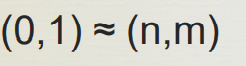 (0,1) ≈ (n,m)